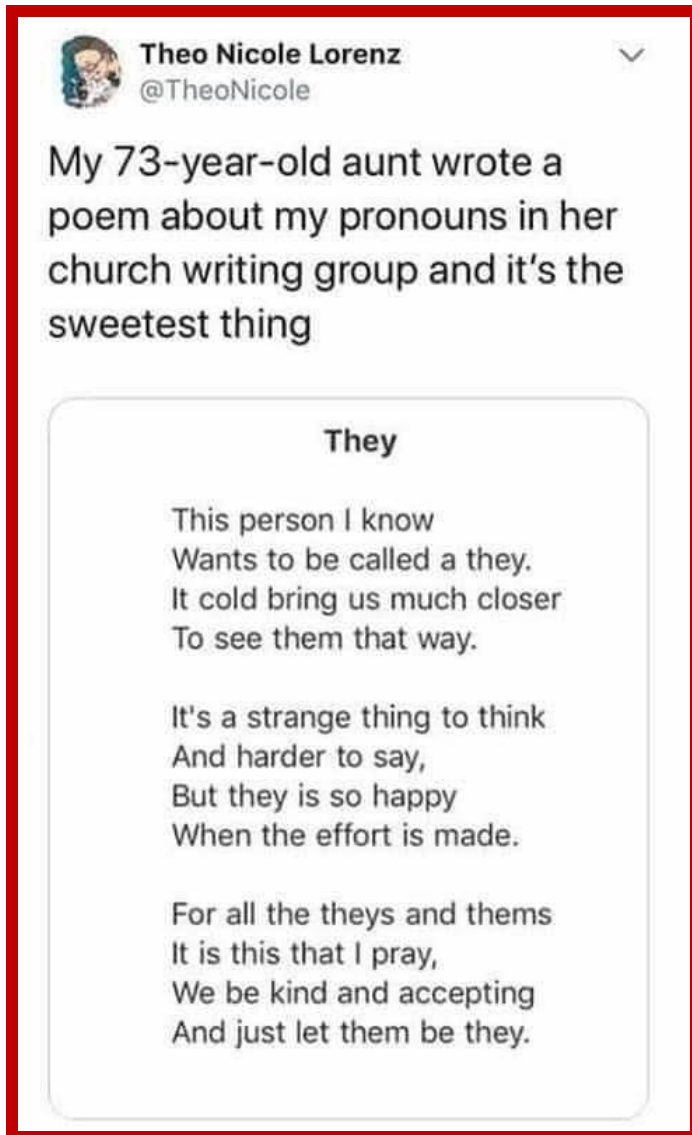 Theo Nicole Lorenz
@TheoNicole
My 73-year-old aunt wrote a
poem about my pronouns in her
church writing group and it's the
sweetest thing
They
This person I know
Wants to be called a they.
It cold bring us much closer
To see them that way.
It's a strange thing to think
And harder to say,
But they is so happy
When the effort is made.
For all the theys and thems
It is this that I pray,
We be kind and accepting
And just let them be they.